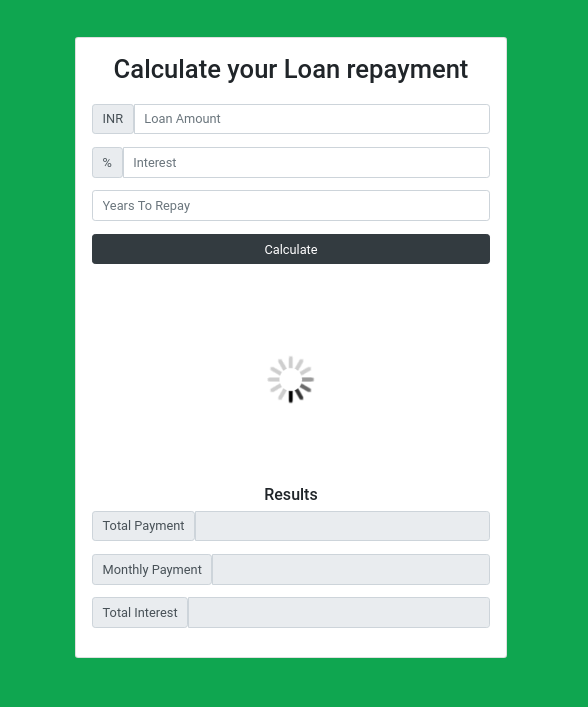 Calculate your Loan repayment
INR Loan Amount
% Interest
Years To Repay
Calculate
Results
Total Payment
Monthly Payment
Total Interest